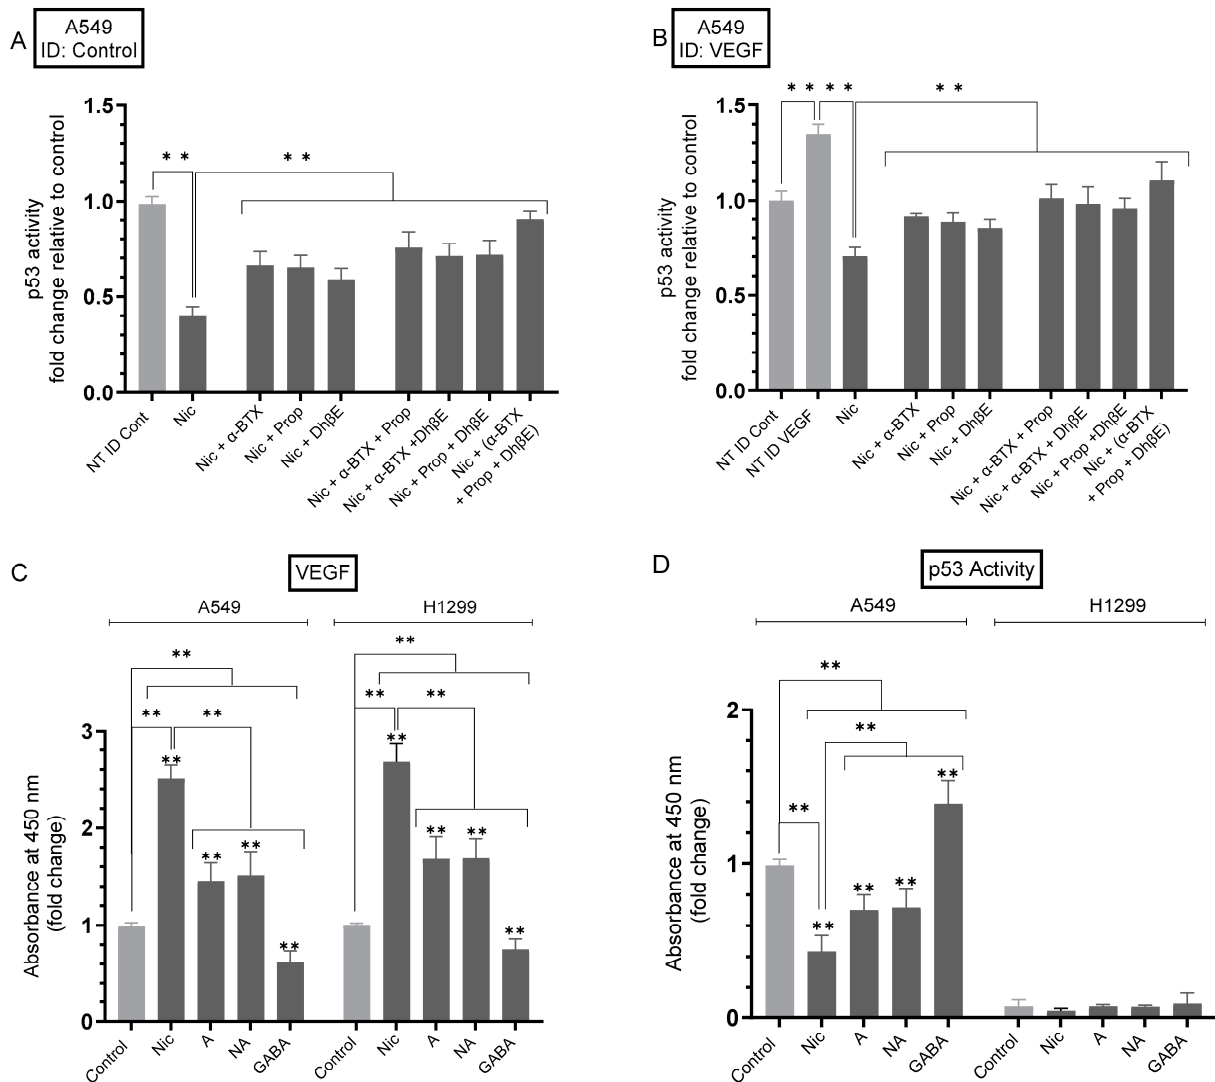 A
A549
ID: Control
p53 activity
fold change relative to control
1.5
1.0
0.5
0.0
* *
* *
NT ID Cont
Nic
Nic + α-BTX
Nic + Prop
Nic + DhβE
Nic + α-BTX + Prop
Nic + α-BTX +DhβE
Nic + Prop + DhβE
Nic + (α-BTX
+ Prop + DhβE)
B
A549
ID: VEGF
p53 activity
fold change relative to control
1.5
1.0
0.5
0.0
* *
* *
* *
NT ID Cont
NT ID VEGF
Nic
Nic + α-BTX
Nic + Prop
Nic + DhβE
Nic + α-BTX + Prop
Nic + α-BTX + DhβE
Nic + Prop +DhβE
Nic + (α-BTX
+ Prop + DhβE)
C
VEGF
A549
H1299
Absorbance at 450 nm
(fold change)
3
2
1
0
**
**
**
**
**
**
**
**
**
**
**
**
**
**
Control
Nic
A
NA
GABA
Control
Nic
A
NA
GABA
D
p53 Activity
A549
H1299
Absorbance at 450 nm
(fold change)
2
1
0
**
**
**
**
**
**
**
Control
Nic
A
NA
GABA
Control
Nic
A
NA
GABA